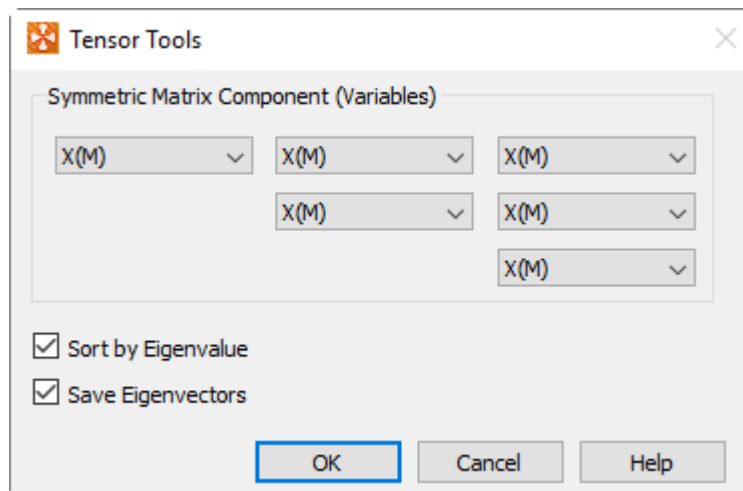 Tensor Tools
Symmetric Matrix Component (Variables)
X(M) X(M) X(M)
X(M) X(M)
X(M)
Sort by Eigenvalue
Save Eigenvectors
OK Cancel Help